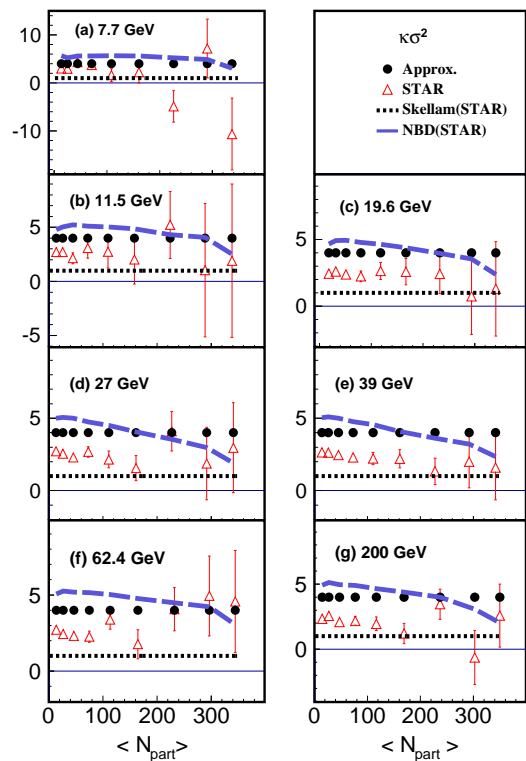 (a) 7.7 GeV
10
0
-10
κσ²
Approx.
STAR
Skellam(STAR)
NBD(STAR)
(b) 11.5 GeV
5
0
-5
(c) 19.6 GeV
5
0
(d) 27 GeV
5
0
(e) 39 GeV
5
0
(f) 62.4 GeV
5
0
(g) 200 GeV
5
0
0 100 200 300
< N_part >
0 100 200 300
< N_part >